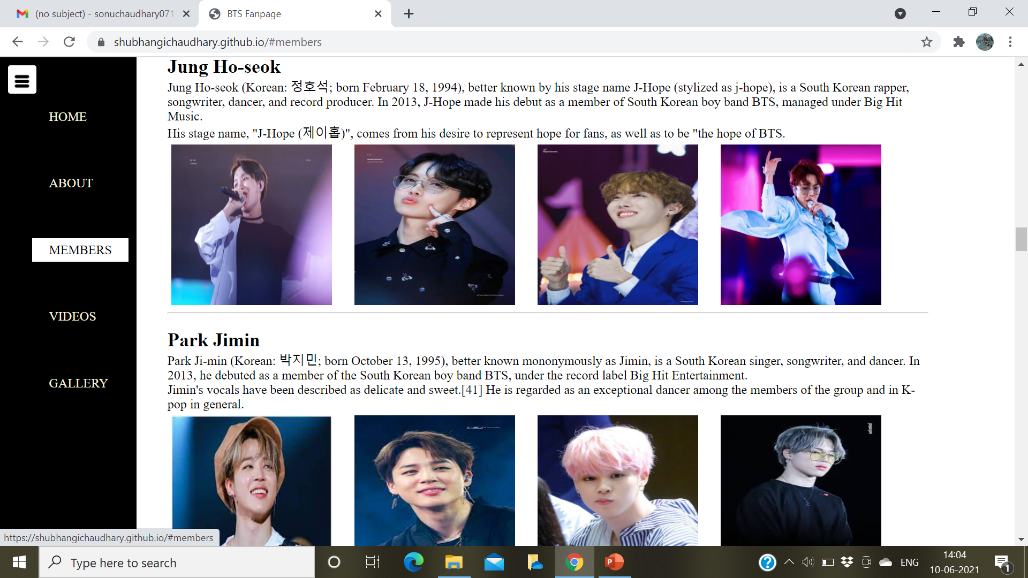 (no subject) - sonuchaudhary071
BTS Fanpage
shubhangichaudhary.github.io/#members
HOME
ABOUT
MEMBERS
VIDEOS
GALLERY
Jung Ho-seok
Jung Ho-seok (Korean: 정호석; born February 18, 1994), better known by his stage name J-Hope (stylized as j-hope), is a South Korean rapper,
songwriter, dancer, and record producer. In 2013, J-Hope made his debut as a member of South Korean boy band BTS, managed under Big Hit
Music.
His stage name, "J-Hope (제이홉)", comes from his desire to represent hope for fans, as well as to be "the hope of BTS.
Park Jimin
Park Ji-min (Korean: 박지민; born October 13, 1995), better known mononymously as Jimin, is a South Korean singer, songwriter, and dancer. In
2013, he debuted as a member of the South Korean boy band BTS, under the record label Big Hit Entertainment.
Jimin's vocals have been described as delicate and sweet.[41] He is regarded as an exceptional dancer among the members of the group and in K-
pop in general.
https://shubhangichaudhary.github.io/#members
Type here to search
ENG
14:04
10-06-2021
1